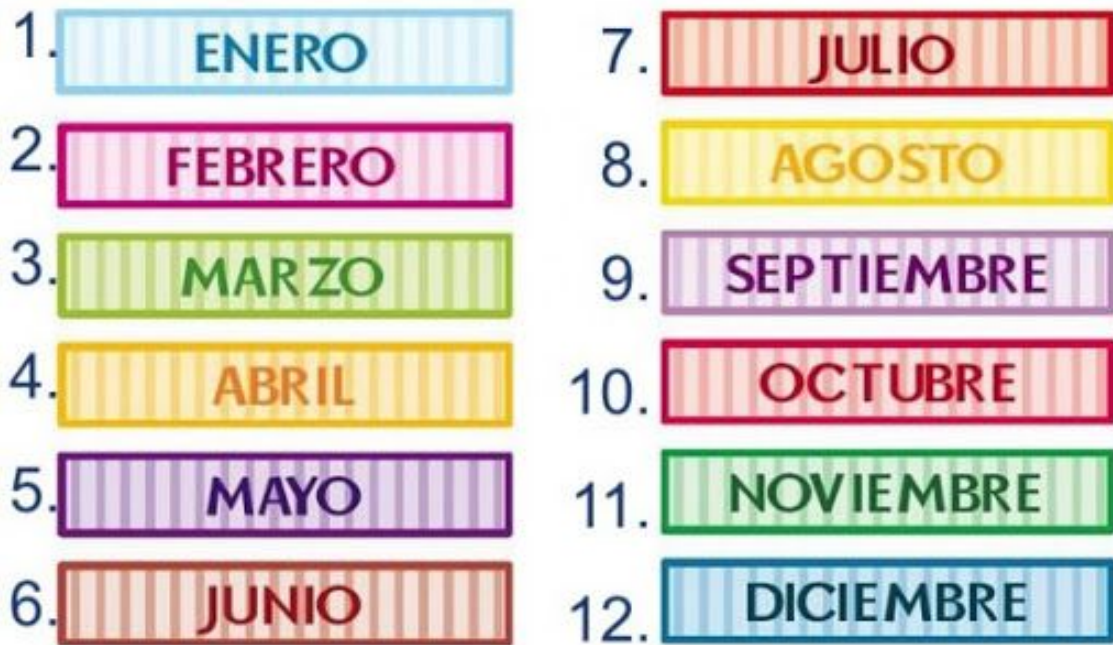 1. ENERO
2. FEBRERO
3. MARZO
4. ABRIL
5. MAYO
6. JUNIO
7. JULIO
8. AGOSTO
9. SEPTIEMBRE
10. OCTUBRE
11. NOVIEMBRE
12. DICIEMBRE